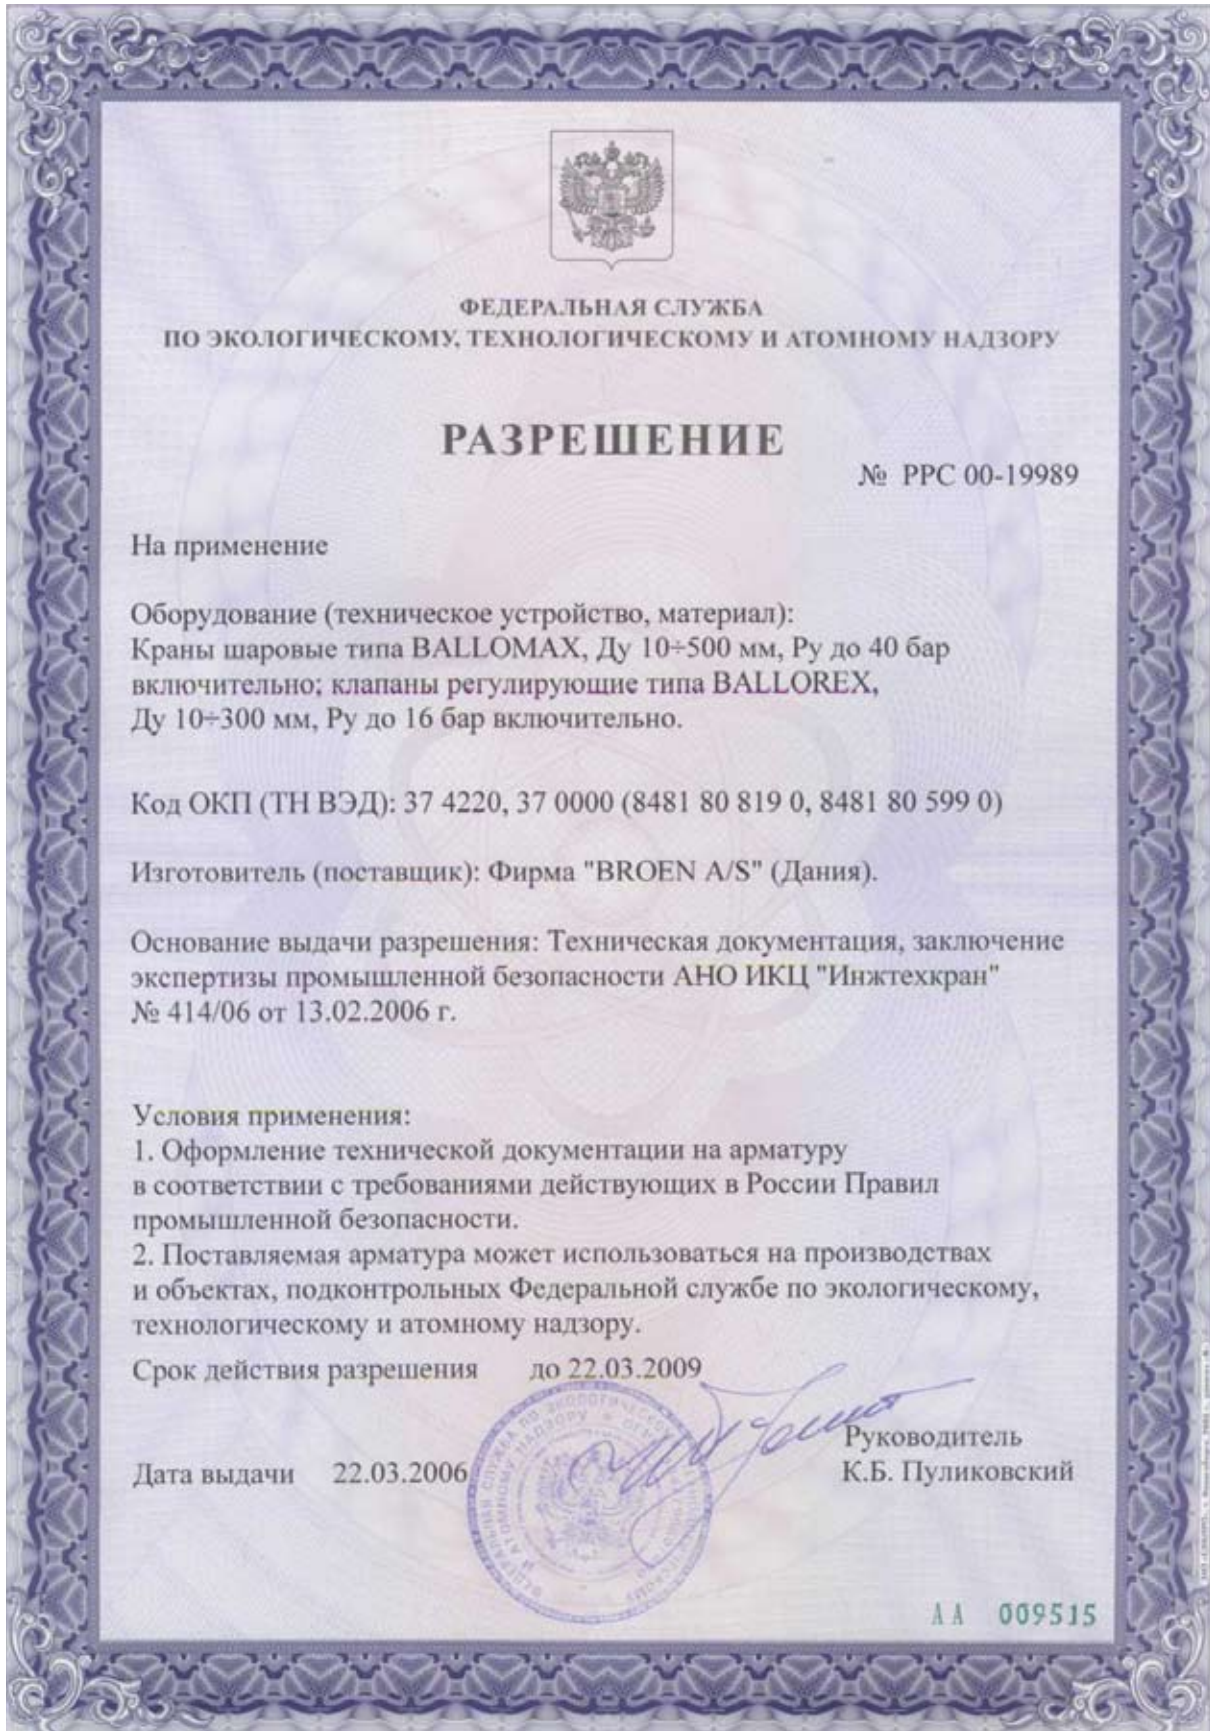 ФЕДЕРАЛЬНАЯ СЛУЖБА
ПО ЭКОЛОГИЧЕСКОМУ, ТЕХНОЛОГИЧЕСКОМУ И АТОМНОМУ НАДЗОРУ
РАЗРЕШЕНИЕ
№ РРС 00-19989
На применение
Оборудование (техническое устройство, материал):
Краны шаровые типа BALLOMAX, Ду 10÷500 мм, Ру до 40 бар
включительно; клапаны регулирующие типа BALLOREX,
Ду 10÷300 мм, Ру до 16 бар включительно.
Код ОКП (ТН ВЭД): 37 4220, 37 0000 (8481 80 819 0, 8481 80 599 0)
Изготовитель (поставщик): Фирма "BROEN A/S" (Дания).
Основание выдачи разрешения: Техническая документация, заключение
экспертизы промышленной безопасности АНО ИКЦ "Инжтехкран"
№ 414/06 от 13.02.2006 г.
Условия применения:
1. Оформление технической документации на арматуру
в соответствии с требованиями действующих в России Правил
промышленной безопасности.
2. Поставляемая арматура может использоваться на производствах
и объектах, подконтрольных Федеральной службе по экологическому,
технологическому и атомному надзору.
Срок действия разрешения до 22.03.2009
Руководитель
Дата выдачи 22.03.2006 К.Б. Пуликовский
АА 009515